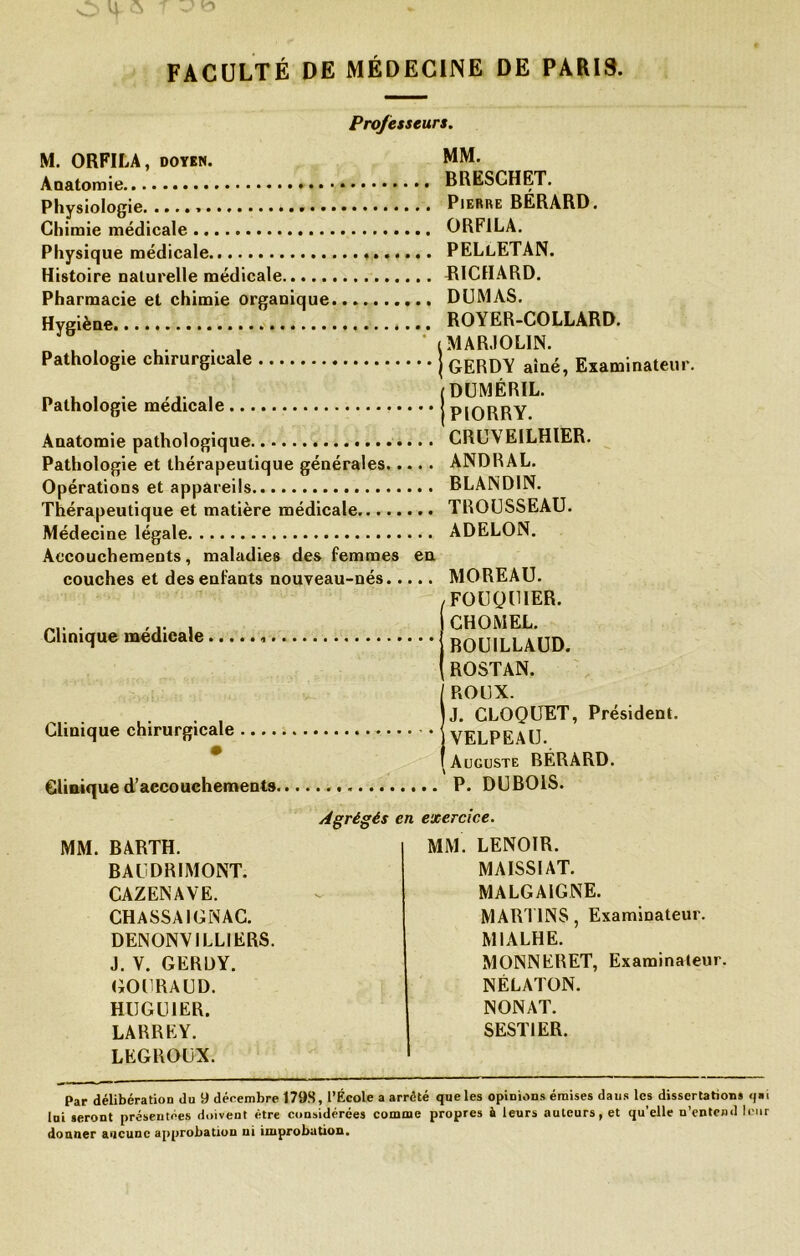 FACULTÉ DE MÉDECINE DE PARIS.
Professeurs.
M. ORFILA, DOYEN. MM.
Anatomie.......... BRESCHET.
Physiologie.......... PIERRE BÉRARD.
Chimie médicale.......... ORFILA.
Physique médicale.......... PELLETAN.
Histoire naturelle médicale.......... RICHARD.
Pharmacie et chimie organique.......... DUMAS.
Hygiène.......... ROYER-COLLARD.
Pathologie chirurgicale.......... MARJOLIN.
GERDY aîné, Examinateur.
Pathologie médicale.......... DUMÉRIL.
PIORRY.
Anatomie pathologique.......... CRUVEILHIER.
Pathologie et thérapeutique générales...... ANDRAL.
Opérations et appareils.......... BLANDIN.
Thérapeutique et matière médicale........ TROUSSEAU.
Médecine légale.......... ADELON.
Accouchements, maladies des femmes en
couches et des enfants nouveau-nés..... MOREAU.
Clinique médicale.......... FOUQUIER.
CHOMEL.
BOUILLAUD.
ROSTAN.
Clinique chirurgicale.......... ROUX.
J. CLOQUET, Président.
VELPEAU.
AUGUSTE BÉRARD.
Clinique d'accouchements.......... P. DUBOIS.
Agrégés en exercice.
MM. BARTH.
BAUDRIMONT.
CAZENAVE.
CHASSAIGNAC.
DENONVILLIERS.
J. V. GERDY.
GOURAUD.
HUGUIER.
LARREY.
LEGROUX.
MM. LENOIR.
MAISSIAT.
MALGAIGNE.
MARTINS, Examinateur.
MIALHE.
MONNERET, Examinateur.
NÉLATON.
NONAT.
SESTIER.
Par délibération du 9 décembre 1798, l'École a arrêté que les opinions émises dans les dissertations qui
lui seront présentées doivent être considérées comme propres à leurs auteurs, et qu'elle n'entend leur
donner aucune approbation ni improbation.